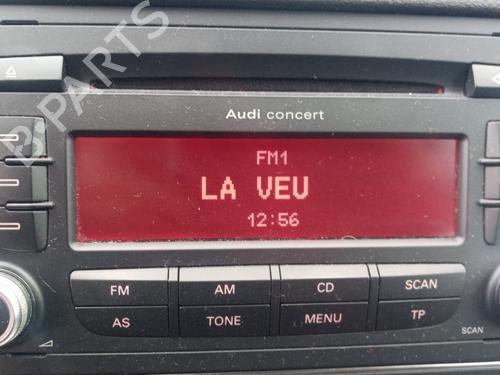 B-PARTS
Audi concert
FM1
LA VEU
12:56
FM AM CD SCAN
AS TONE MENU TP
SCAN